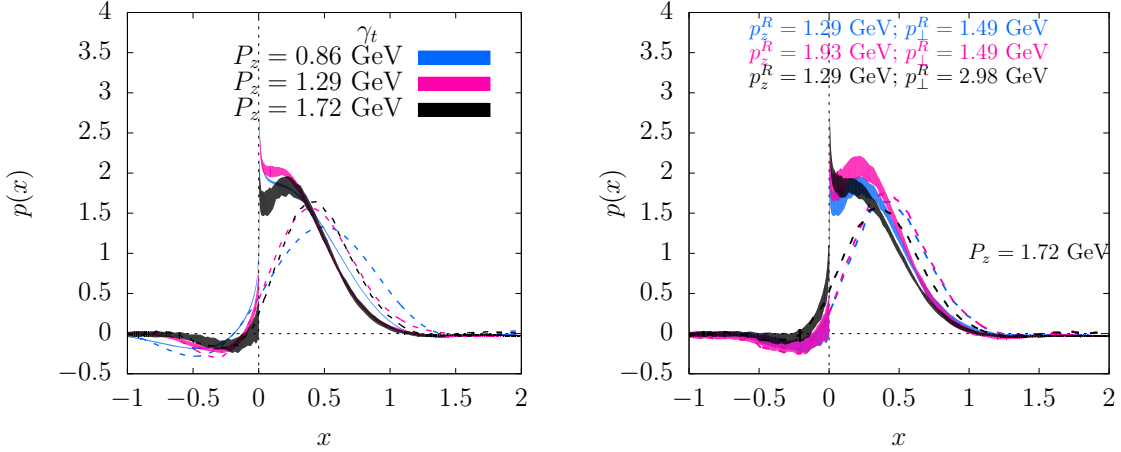 γ_t
P_z = 0.86 GeV
P_z = 1.29 GeV
P_z = 1.72 GeV
4
3.5
3
2.5
2
1.5
1
0.5
0
−0.5
p(x)
−1 −0.5 0 0.5 1 1.5 2
x
p_z^R = 1.29 GeV; p_⊥^R = 1.49 GeV
p_z^R = 1.93 GeV; p_⊥^R = 1.49 GeV
p_z^R = 1.29 GeV; p_⊥^R = 2.98 GeV
4
3.5
3
2.5
2
1.5
1
0.5
0
−0.5
p(x)
P_z = 1.72 GeV
−1 −0.5 0 0.5 1 1.5 2
x